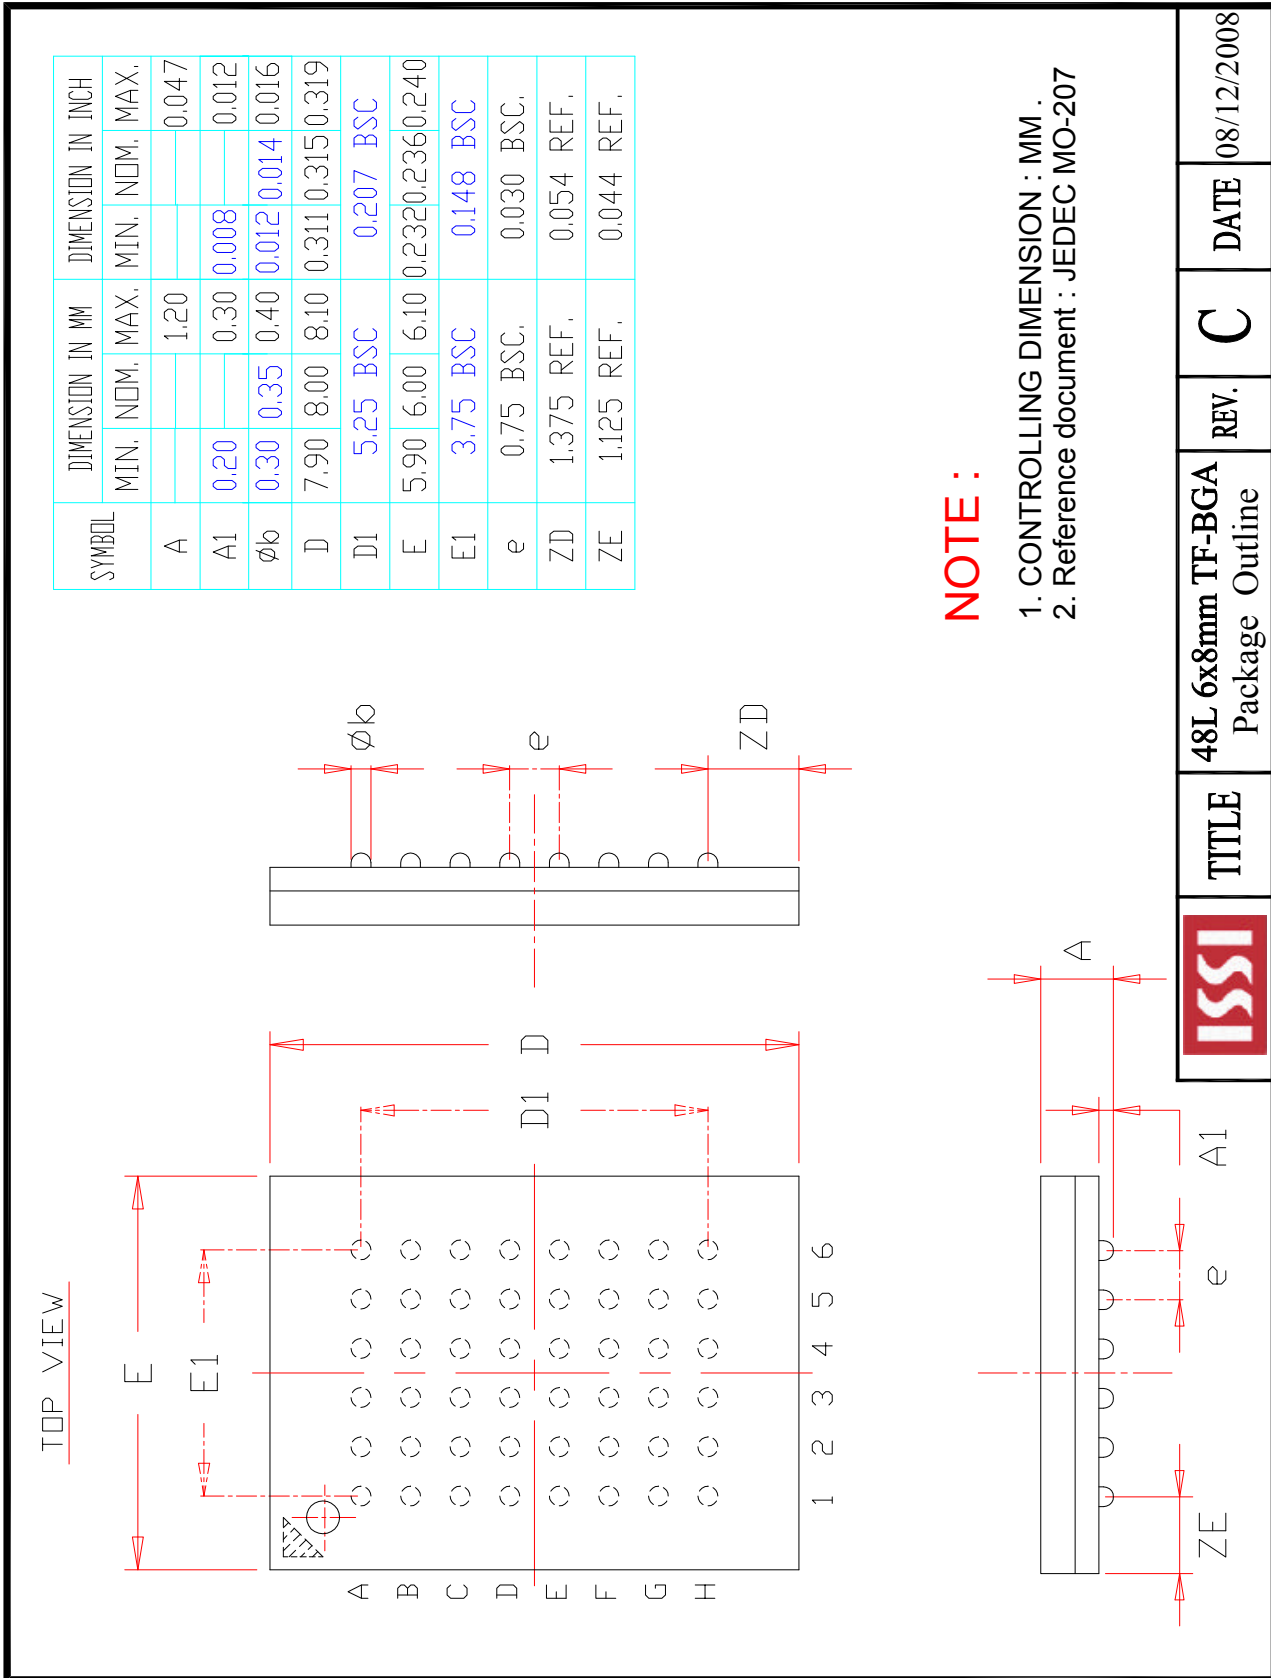 TOP VIEW
E
E1
A
B
C
D
E
F
G
H
1 2 3 4 5 6
D1
D
Øb
e
ZD
ZE
e
A1
A
SYMBOL DIMENSION IN MM DIMENSION IN INCH
MIN. NOM. MAX. MIN. NOM. MAX.
A 1.20 0.047
A1 0.20 0.30 0.008 0.012
Øb 0.30 0.35 0.40 0.012 0.014 0.016
D 7.90 8.00 8.10 0.311 0.315 0.319
D1 5.25 BSC 0.207 BSC
E 5.90 6.00 6.10 0.232 0.236 0.240
E1 3.75 BSC 0.148 BSC
e 0.75 BSC. 0.030 BSC.
ZD 1.375 REF. 0.054 REF.
ZE 1.125 REF. 0.044 REF.
NOTE :
1. CONTROLLING DIMENSION : MM .
2. Reference document : JEDEC MO-207
ISSI TITLE 48L 6x8mm TF-BGA REV. C DATE 08/12/2008
Package Outline